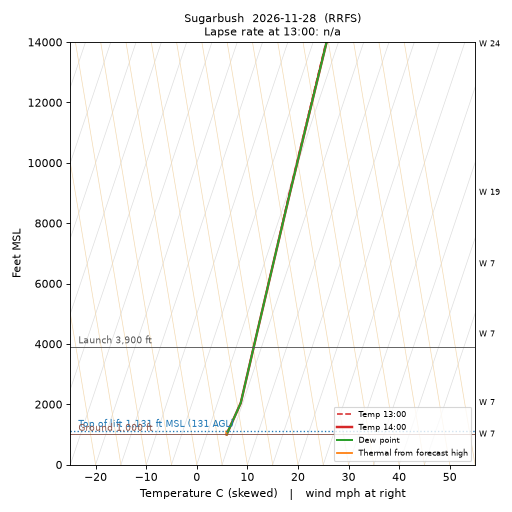 Sugarbush  2026-11-28  (RRFS)
Lapse rate at 13:00: n/a
14000
12000
10000
8000
6000
4000
2000
0
Feet MSL
W 24
W 19
W 7
W 7
W 7
W 7
Launch 3,900 ft
Top of lift 1,131 ft MSL (131 AGL)
Ground 1,000 ft
Temp 13:00
Temp 14:00
Dew point
Thermal from forecast high
−20 −10 0 10 20 30 40 50
Temperature C (skewed)   |   wind mph at right